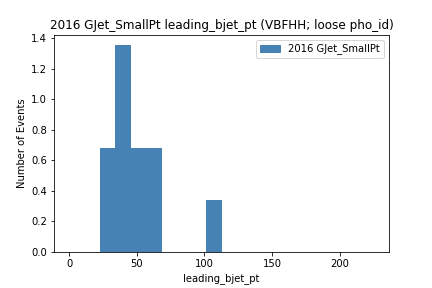 2016 GJet_SmallPt leading_bjet_pt (VBFHH; loose pho_id)
2016 GJet_SmallPt
1.4
1.2
1.0
0.8
0.6
0.4
0.2
0.0
Number of Events
0 50 100 150 200
leading_bjet_pt